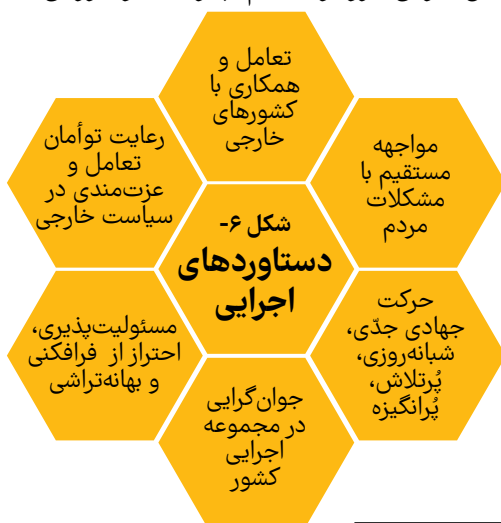 تعامل و
همکاری با
کشورهای
خارجی
مواجهه
مستقیم با
مشکلات
مردم
حرکت
جهادی جدّی،
شبانه‌روزی،
پُرتلاش،
پُرانگیزه
جوان‌گرایی
در مجموعه
اجرایی
کشور
مسئولیت‌پذیری،
احتراز از فرافکنی
و بهانه‌تراشی
رعایت توأمان
تعامل و
عزت‌مندی در
سیاست خارجی
شکل ۶-
دستاوردهای
اجرایی